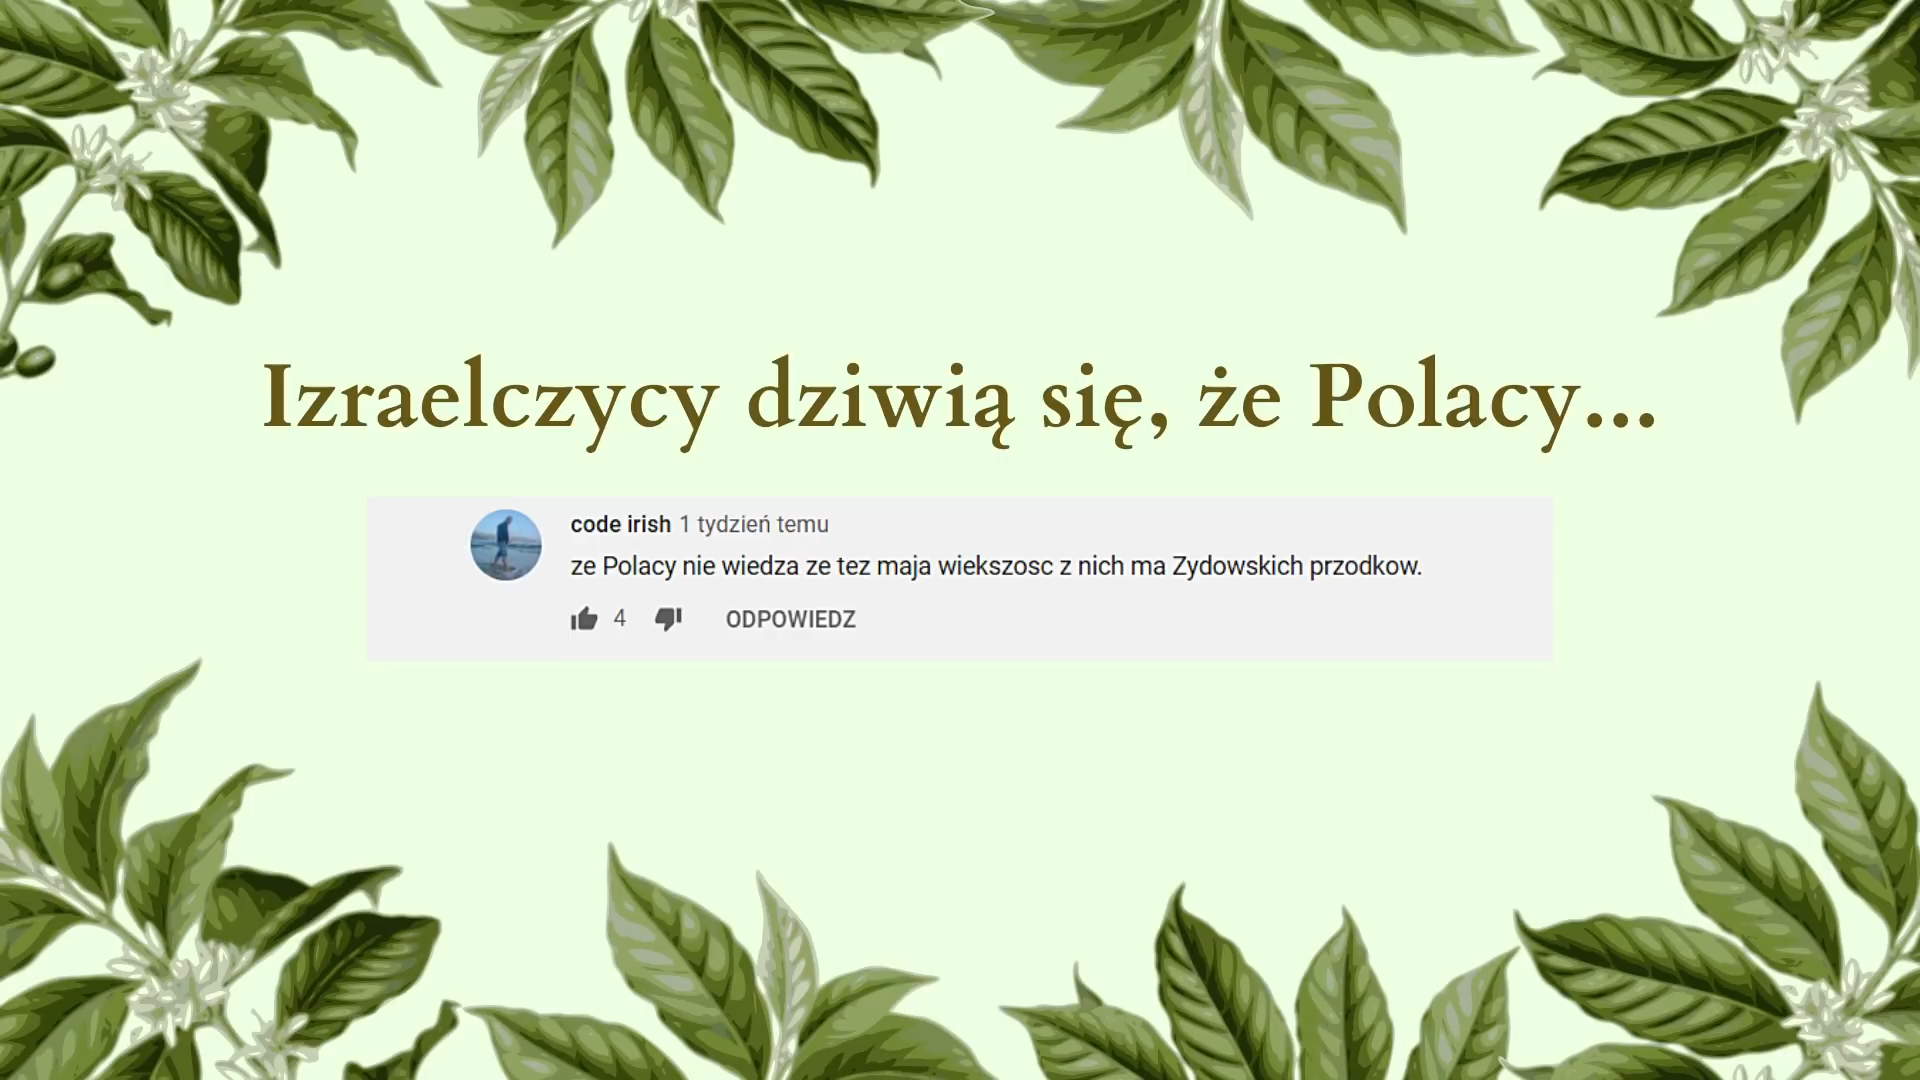 Izraelczycy dziwią się, że Polacy...
code irish 1 tydzień temu
ze Polacy nie wiedza ze tez maja wiekszosc z nich ma Zydowskich przodkow.
4 ODPOWIEDZ